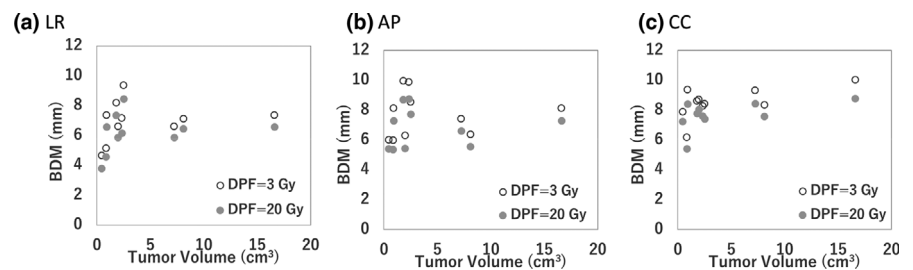 (a) LR
12
10
8
6
4
2
0
BDM (mm)
DPF=3 Gy
DPF=20 Gy
0 5 10 15 20
Tumor Volume (cm³)
(b) AP
12
10
8
6
4
2
0
BDM (mm)
DPF=3 Gy
DPF=20 Gy
0 5 10 15 20
Tumor Volume (cm³)
(c) CC
12
10
8
6
4
2
0
BDM (mm)
DPF=3 Gy
DPF=20 Gy
0 5 10 15 20
Tumor Volume (cm³)